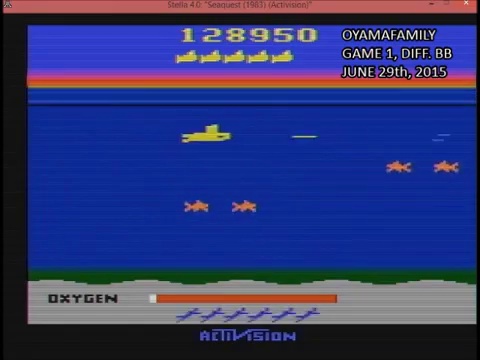 Stella 4.0: "Seaquest (1983) (Activision)"
128950
OYAMAFAMILY
GAME 1, DIFF. BB
JUNE 29th, 2015
OXYGEN
ACTIVISION